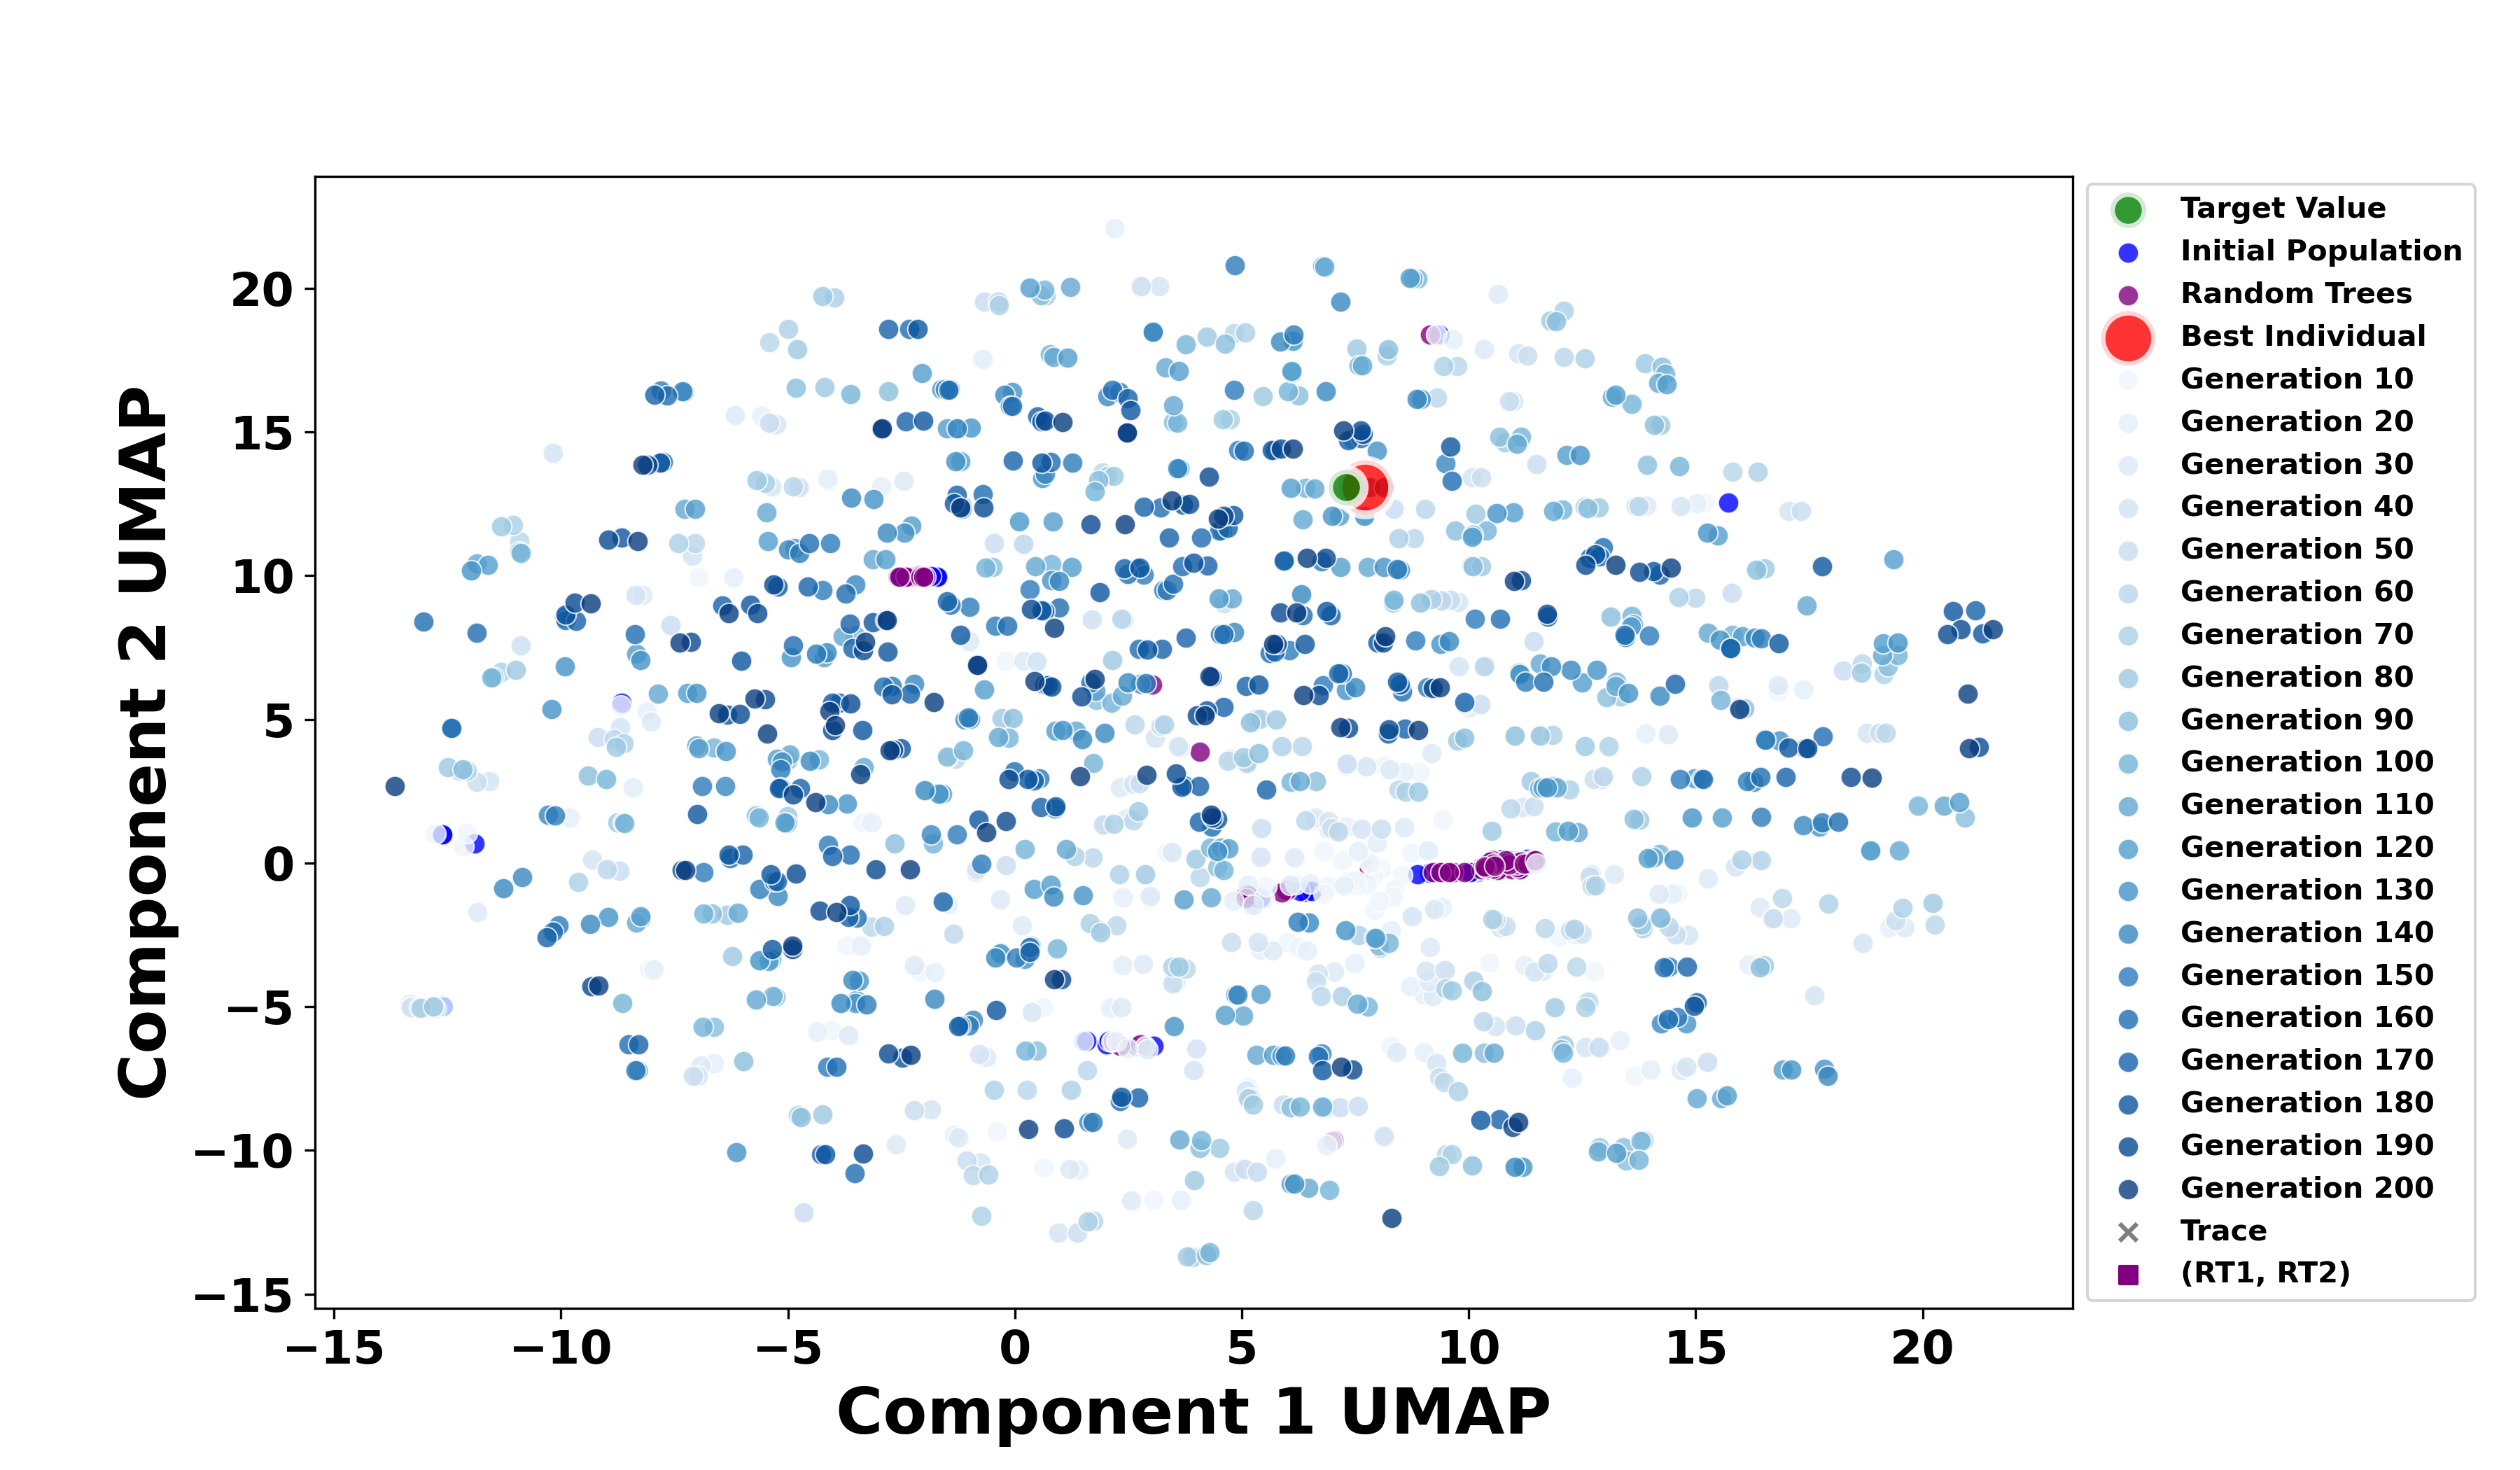 Component 2 UMAP
20
15
10
5
0
−5
−10
−15
−15 −10 −5 0 5 10 15 20
Component 1 UMAP
Target Value
Initial Population
Random Trees
Best Individual
Generation 10
Generation 20
Generation 30
Generation 40
Generation 50
Generation 60
Generation 70
Generation 80
Generation 90
Generation 100
Generation 110
Generation 120
Generation 130
Generation 140
Generation 150
Generation 160
Generation 170
Generation 180
Generation 190
Generation 200
Trace
(RT1, RT2)